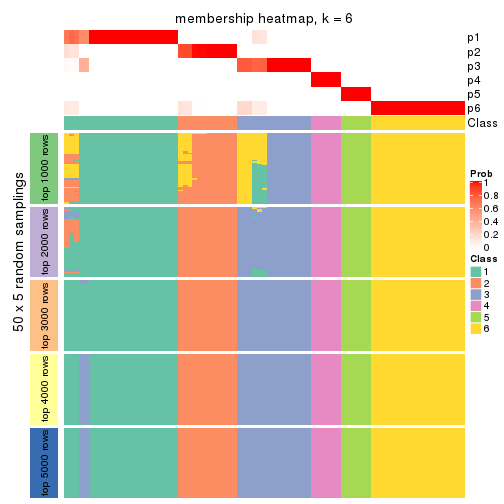 membership heatmap, k = 6
p1
p2
p3
p4
p5
p6
Class
50 x 5 random samplings
top 1000 rows
top 2000 rows
top 3000 rows
top 4000 rows
top 5000 rows
Prob
1
0.8
0.6
0.4
0.2
0
Class
1
2
3
4
5
6